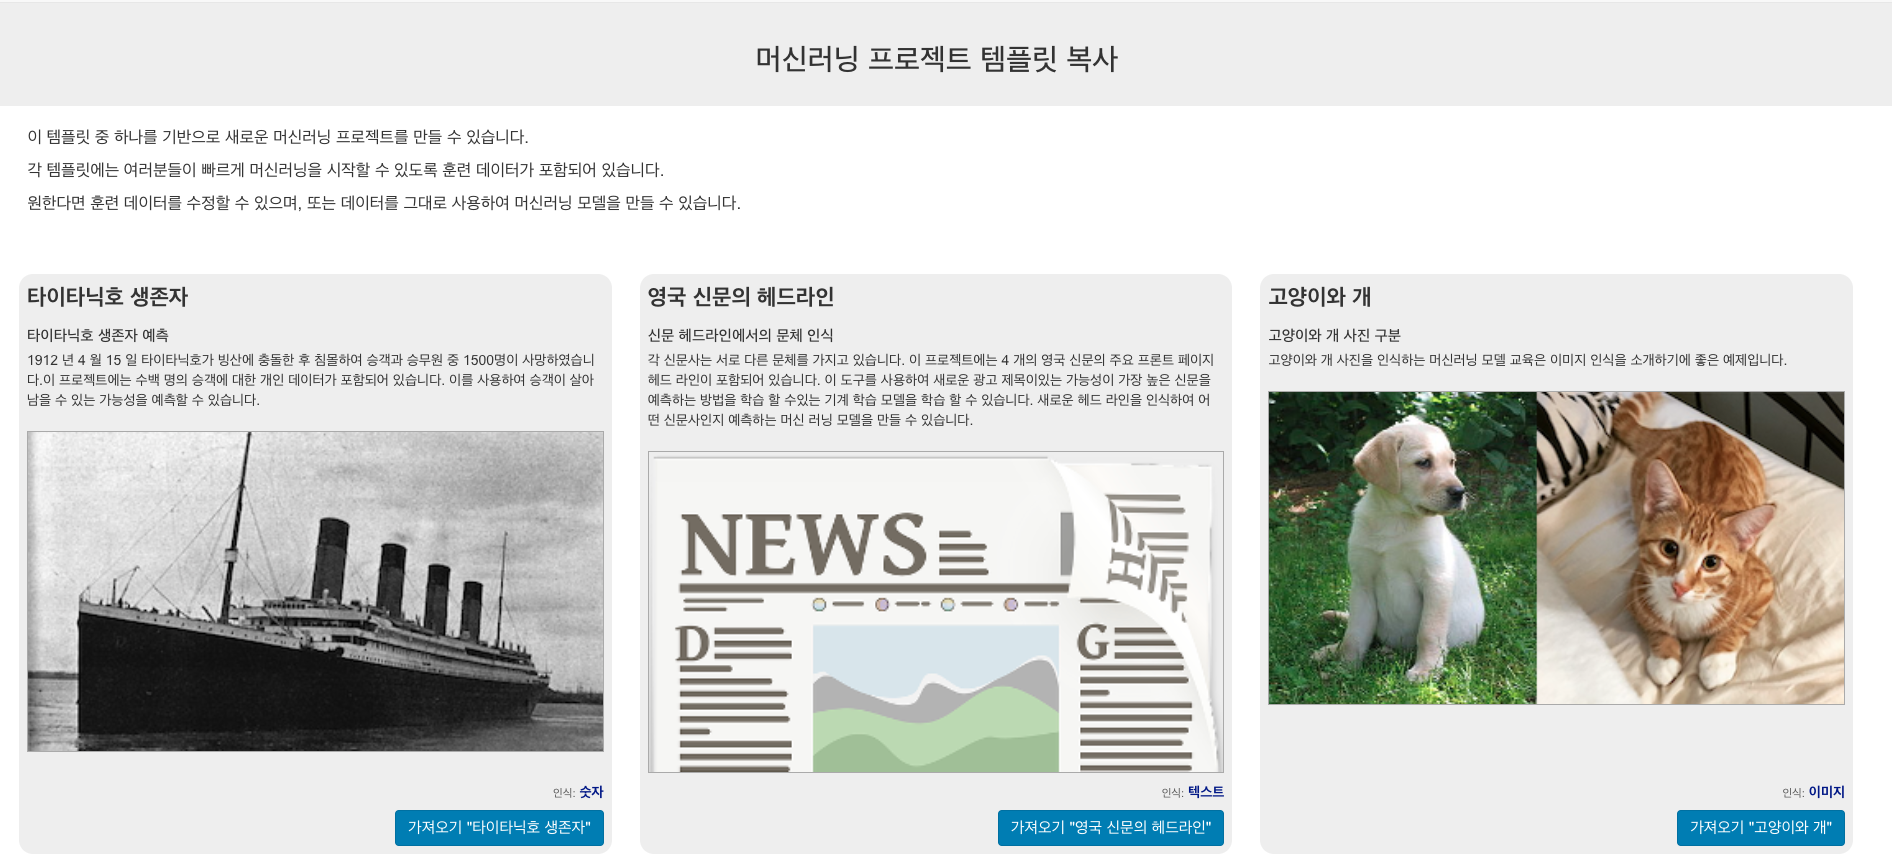 머신러닝 프로젝트 템플릿 복사
이 템플릿 중 하나를 기반으로 새로운 머신러닝 프로젝트를 만들 수 있습니다.
각 템플릿에는 여러분들이 빠르게 머신러닝을 시작할 수 있도록 훈련 데이터가 포함되어 있습니다.
원한다면 훈련 데이터를 수정할 수 있으며, 또는 데이터를 그대로 사용하여 머신러닝 모델을 만들 수 있습니다.
타이타닉호 생존자
타이타닉호 생존자 예측
1912 년 4 월 15 일 타이타닉호가 빙산에 충돌한 후 침몰하여 승객과 승무원 중 1500명이 사망하였습니
다.이 프로젝트에는 수백 명의 승객에 대한 개인 데이터가 포함되어 있습니다. 이를 사용하여 승객이 살아
남을 수 있는 가능성을 예측할 수 있습니다.
인식: 숫자
가져오기 "타이타닉호 생존자"
영국 신문의 헤드라인
신문 헤드라인에서의 문체 인식
각 신문사는 서로 다른 문체를 가지고 있습니다. 이 프로젝트에는 4 개의 영국 신문의 주요 프론트 페이지
헤드 라인이 포함되어 있습니다. 이 도구를 사용하여 새로운 광고 제목이있는 가능성이 가장 높은 신문을
예측하는 방법을 학습 할 수있는 기계 학습 모델을 학습 할 수 있습니다. 새로운 헤드 라인을 인식하여 어
떤 신문사인지 예측하는 머신 러닝 모델을 만들 수 있습니다.
NEWS
H
D
G
인식: 텍스트
가져오기 "영국 신문의 헤드라인"
고양이와 개
고양이와 개 사진 구분
고양이와 개 사진을 인식하는 머신러닝 모델 교육은 이미지 인식을 소개하기에 좋은 예제입니다.
인식: 이미지
가져오기 "고양이와 개"